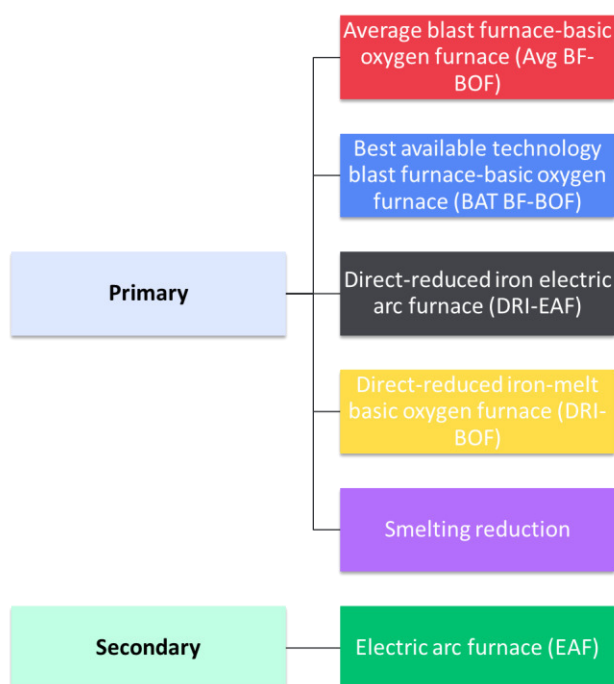 Average blast furnace-basic
oxygen furnace (Avg BF-
BOF)
Best available technology
blast furnace-basic oxygen
furnace (BAT BF-BOF)
Primary
Direct-reduced iron electric
arc furnace (DRI-EAF)
Direct-reduced iron-melt
basic oxygen furnace (DRI-
BOF)
Smelting reduction
Secondary
Electric arc furnace (EAF)